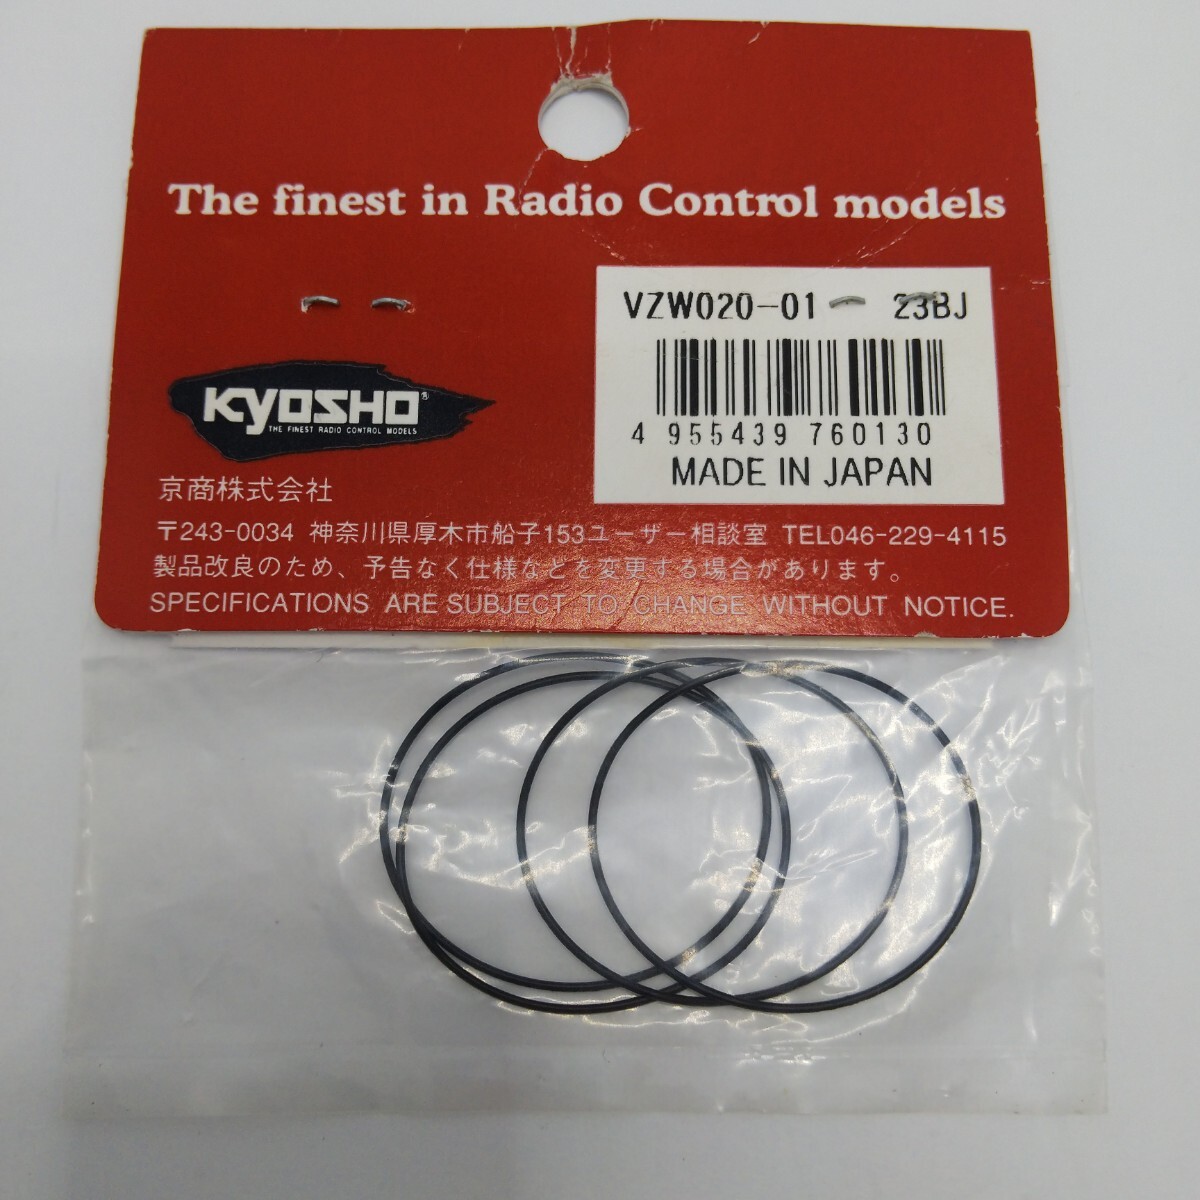 The finest in Radio Control models
VZW020-01 23BJ
4 955439 760130
MADE IN JAPAN
KYOSHO®
THE FINEST RADIO CONTROL MODELS
京商株式会社
〒243-0034 神奈川県厚木市船子153ユーザー相談室 TEL046-229-4115
製品改良のため、予告なく仕様などを変更する場合があります。
SPECIFICATIONS ARE SUBJECT TO CHANGE WITHOUT NOTICE.